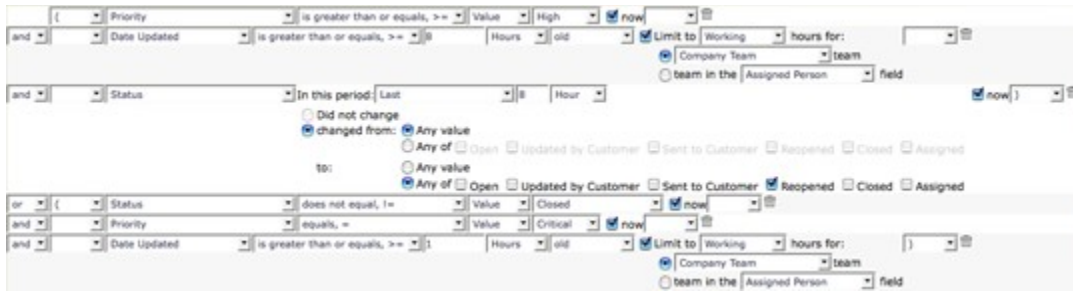 ( Priority is greater than or equals, >= Value High now
and Date Updated is greater than or equals, >= 8 Hours old Limit to Working hours for:
Company Team team
team in the Assigned Person field
and Status In this period: Last 8 Hour now )
Did not change
changed from: Any value
Any of Open Updated by Customer Sent to Customer Reopened Closed Assigned
to: Any value
Any of Open Updated by Customer Sent to Customer Reopened Closed Assigned
or ( Status does not equal, != Value Closed now
and Priority equals, = Value Critical now
and Date Updated is greater than or equals, >= 1 Hours old Limit to Working hours for: )
Company Team team
team in the Assigned Person field